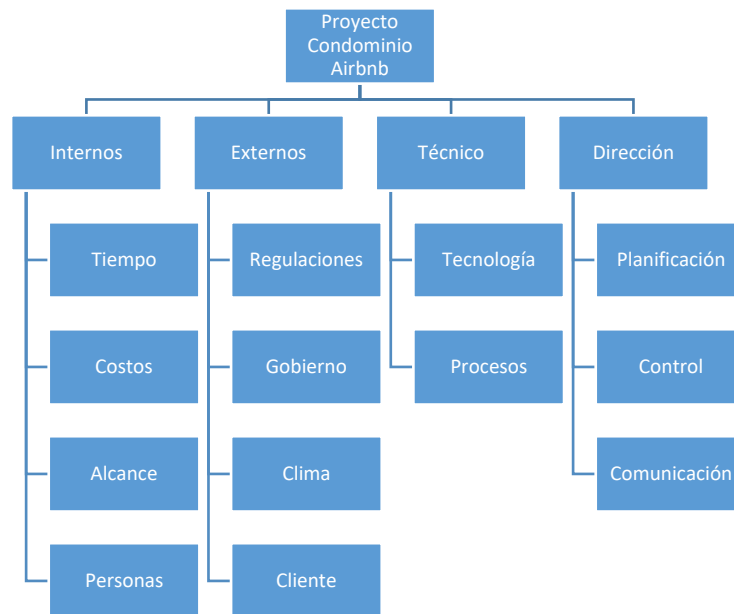 Proyecto
Condominio
Airbnb
Internos
Externos
Técnico
Dirección
Tiempo
Regulaciones
Tecnología
Planificación
Costos
Gobierno
Procesos
Control
Alcance
Clima
Comunicación
Personas
Cliente